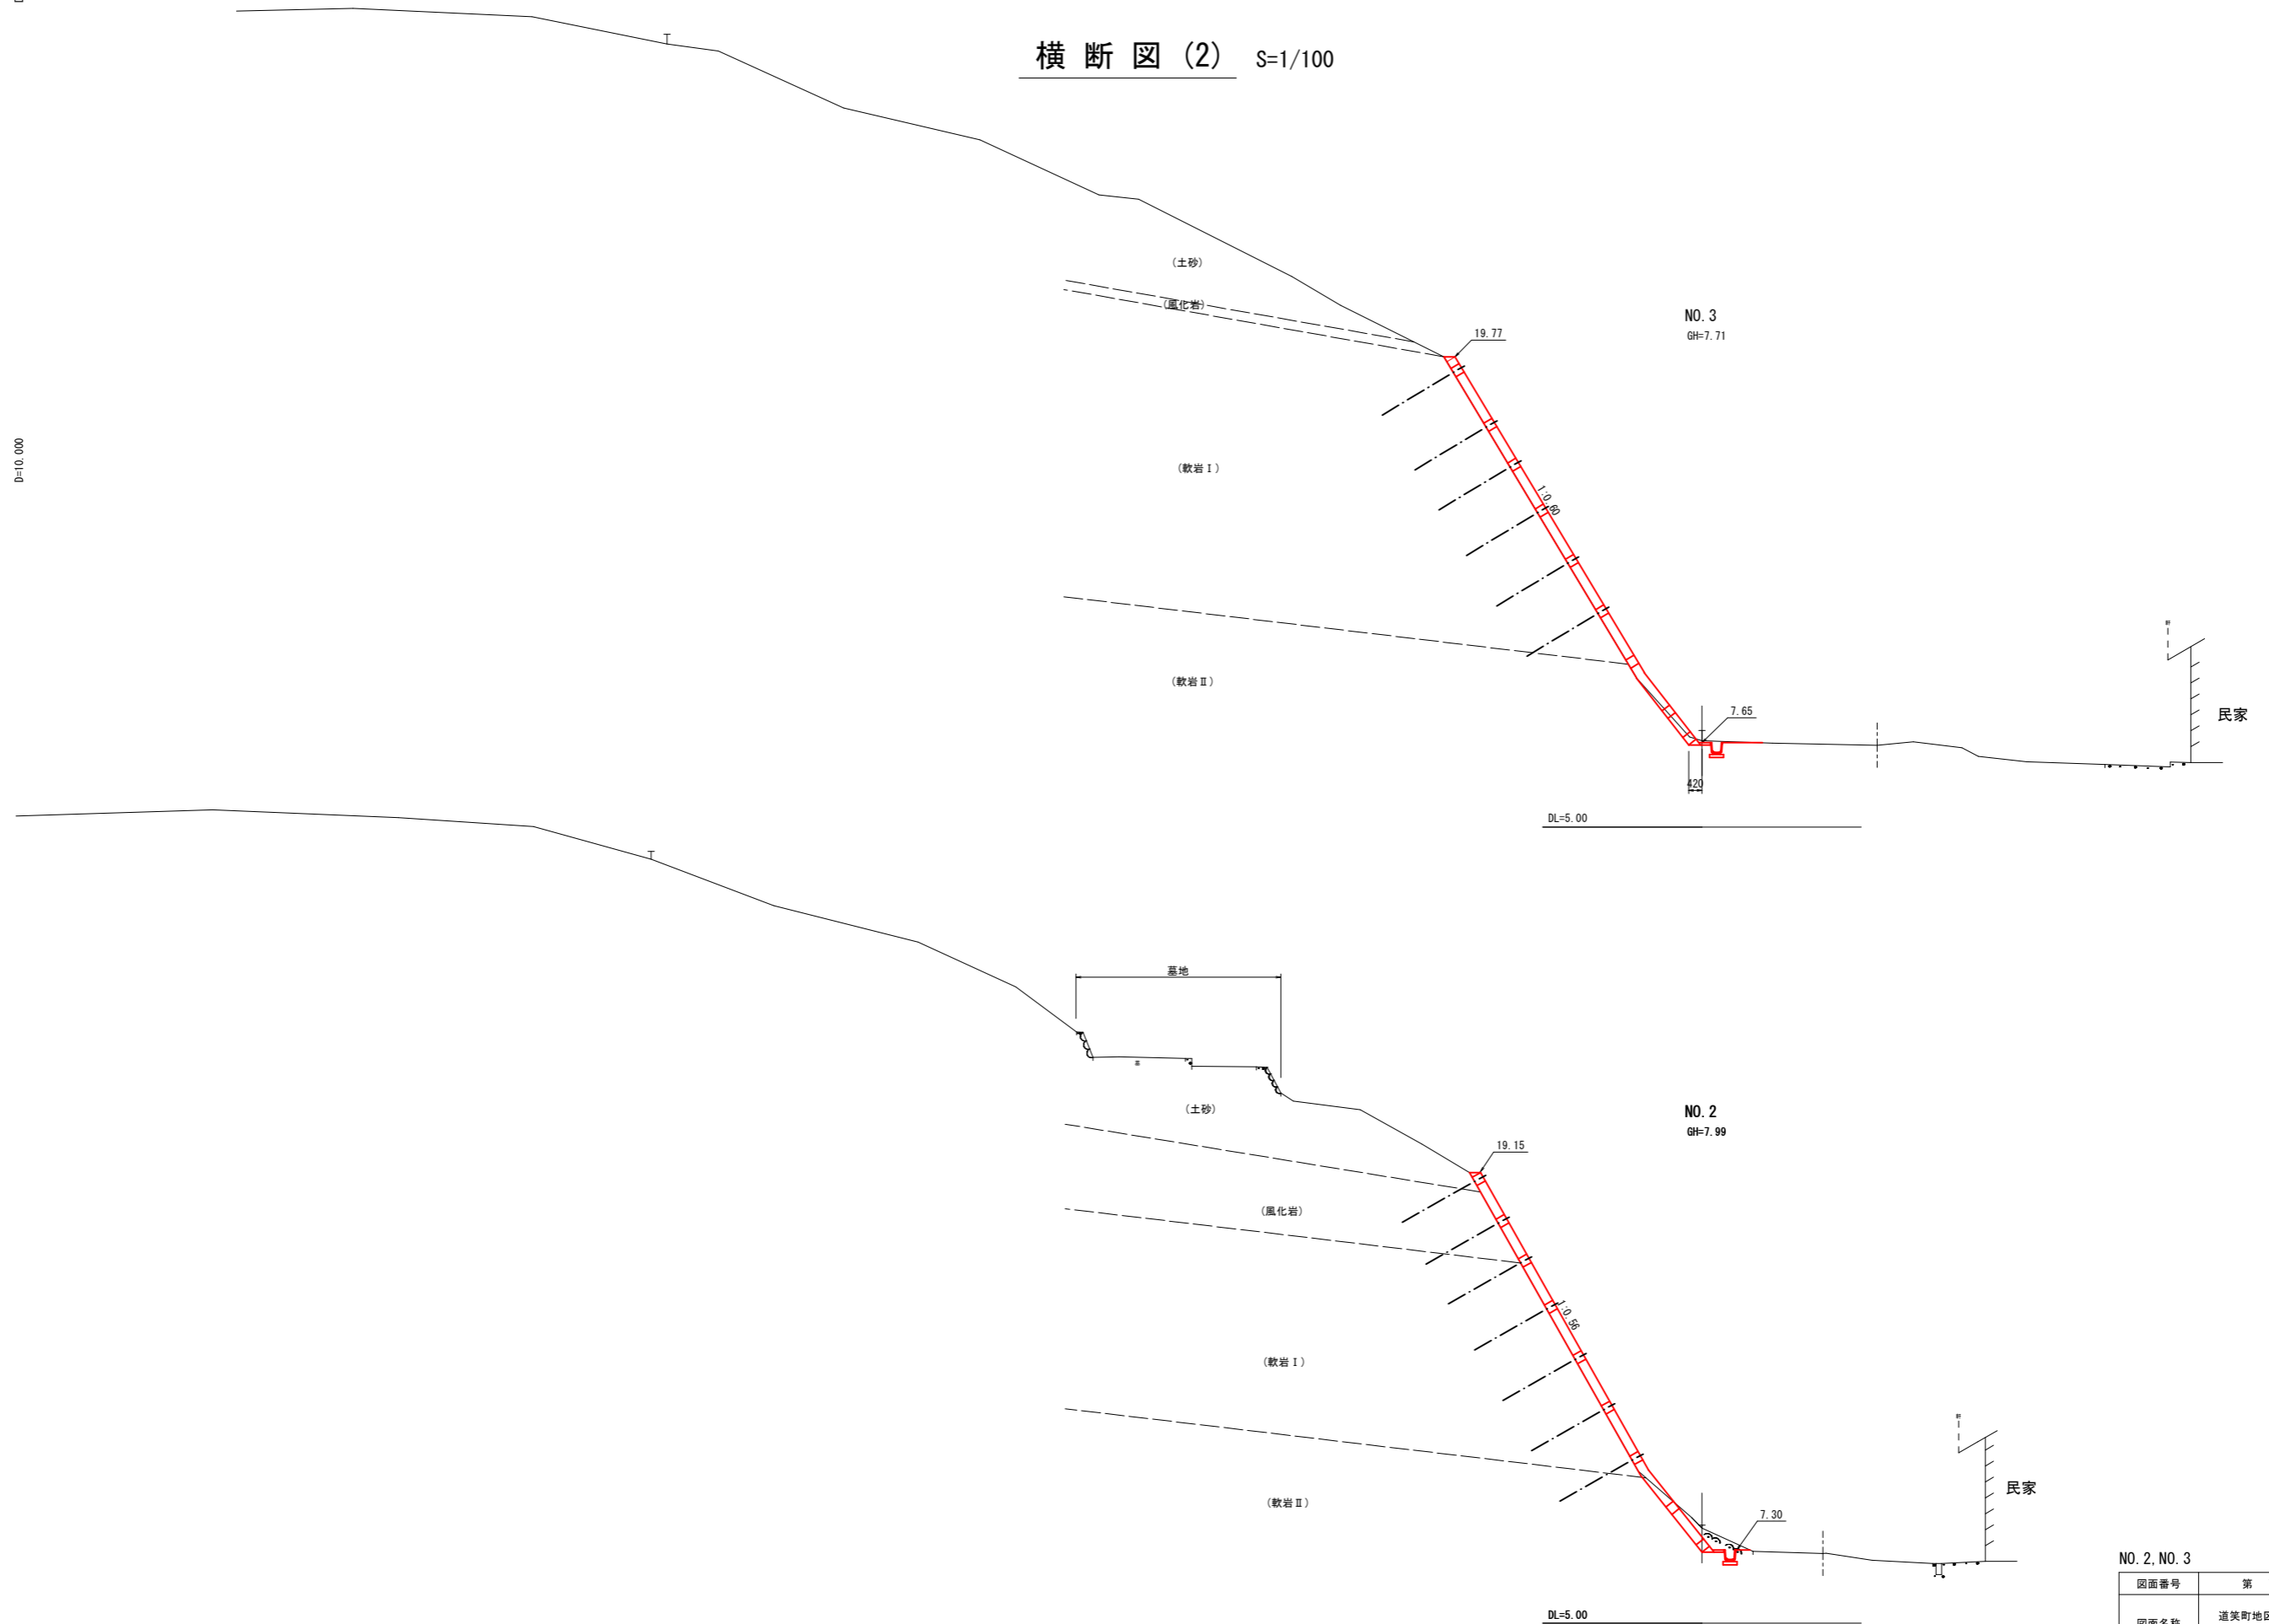 横 断 図 (2) S=1/100
(土砂)
(風化岩)
NO. 3
GH=7.71
19.77
D=10.000
(軟岩Ⅰ)
1:0.60
(軟岩Ⅱ)
7.65
民家
420
DL=5.00
墓地
(土砂)
NO. 2
GH=7.99
19.15
(風化岩)
1:0.56
(軟岩Ⅰ)
民家
(軟岩Ⅱ)
7.30
NO. 2, NO. 3
図面番号 第
図面名称 道笑町地区
DL=5.00